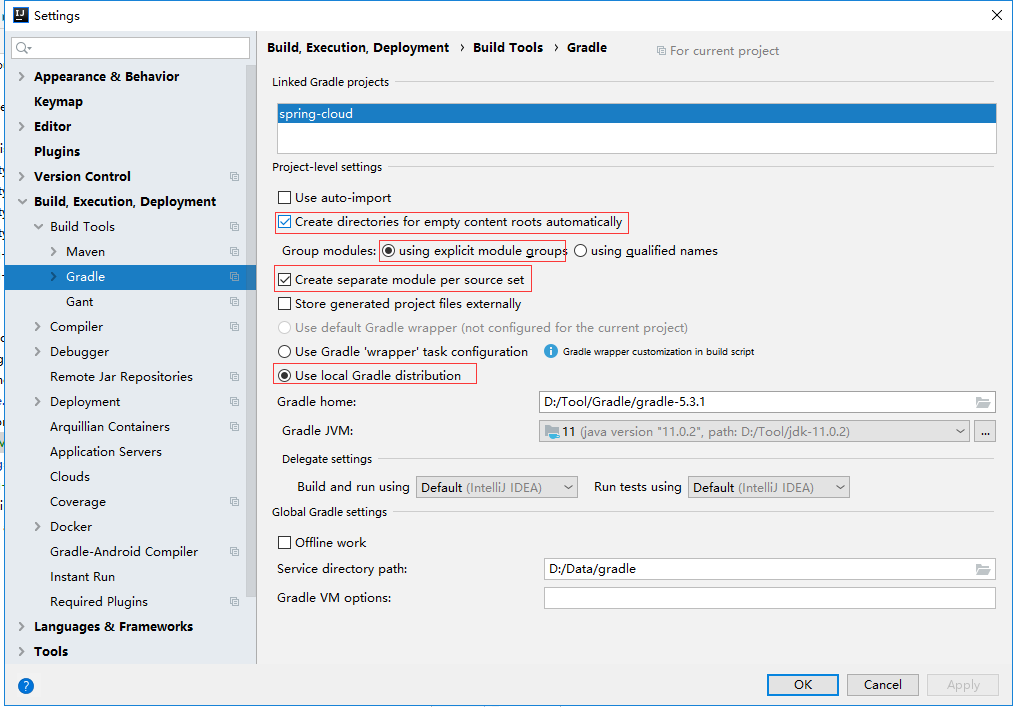 Settings
Appearance & Behavior
Keymap
Editor
Plugins
Version Control
Build, Execution, Deployment
Build Tools
Maven
Gradle
Gant
Compiler
Debugger
Remote Jar Repositories
Deployment
Arquillian Containers
Application Servers
Clouds
Coverage
Docker
Gradle-Android Compiler
Instant Run
Required Plugins
Languages & Frameworks
Tools
Build, Execution, Deployment › Build Tools › Gradle For current project
Linked Gradle projects
spring-cloud
Project-level settings
Use auto-import
Create directories for empty content roots automatically
Group modules: using explicit module groups using qualified names
Create separate module per source set
Store generated project files externally
Use default Gradle wrapper (not configured for the current project)
Use Gradle 'wrapper' task configuration Gradle wrapper customization in build script
Use local Gradle distribution
Gradle home: D:/Tool/Gradle/gradle-5.3.1
Gradle JVM: 11 (java version "11.0.2", path: D:/Tool/jdk-11.0.2) ...
Delegate settings
Build and run using Default (IntelliJ IDEA) Run tests using Default (IntelliJ IDEA)
Global Gradle settings
Offline work
Service directory path: D:/Data/gradle
Gradle VM options:
? OK Cancel Apply